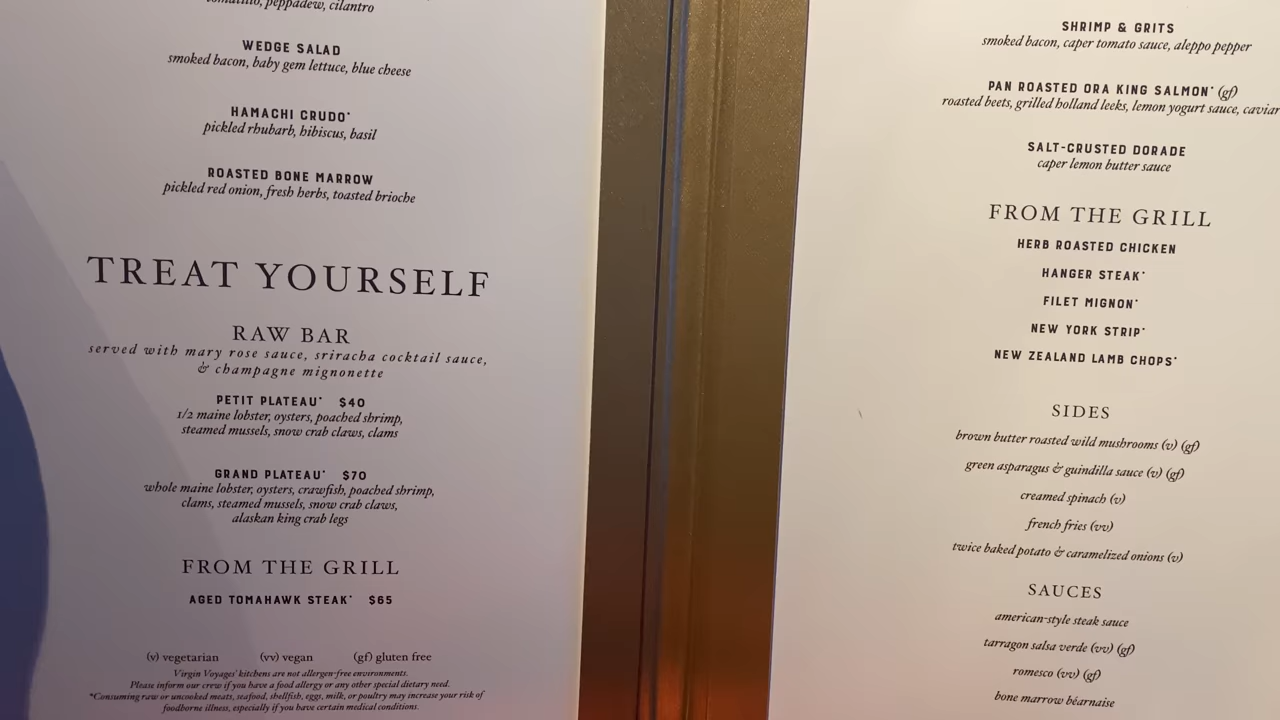 tomatillo, peppadew, cilantro
WEDGE SALAD
smoked bacon, baby gem lettuce, blue cheese
HAMACHI CRUDO*
pickled rhubarb, hibiscus, basil
ROASTED BONE MARROW
pickled red onion, fresh herbs, toasted brioche
TREAT YOURSELF
RAW BAR
served with mary rose sauce, sriracha cocktail sauce,
& champagne mignonette
PETIT PLATEAU* $40
1/2 maine lobster, oysters, poached shrimp,
steamed mussels, snow crab claws, clams
GRAND PLATEAU* $70
whole maine lobster, oysters, crawfish, poached shrimp,
clams, steamed mussels, snow crab claws,
alaskan king crab legs
FROM THE GRILL
AGED TOMAHAWK STEAK* $65
(v) vegetarian (vv) vegan (gf) gluten free
Virgin Voyages' kitchens are not allergen-free environments.
Please inform our crew if you have a food allergy or any other special dietary need.
*Consuming raw or uncooked meats, seafood, shellfish, eggs, milk, or poultry may increase your risk of
foodborne illness, especially if you have certain medical conditions.
SHRIMP & GRITS
smoked bacon, caper tomato sauce, aleppo pepper
PAN ROASTED ORA KING SALMON* (gf)
roasted beets, grilled holland leeks, lemon yogurt sauce, caviar
SALT-CRUSTED DORADE
caper lemon butter sauce
FROM THE GRILL
HERB ROASTED CHICKEN
HANGER STEAK*
FILET MIGNON*
NEW YORK STRIP*
NEW ZEALAND LAMB CHOPS*
SIDES
brown butter roasted wild mushrooms (v) (gf)
green asparagus & guindilla sauce (v) (gf)
creamed spinach (v)
french fries (vv)
twice baked potato & caramelized onions (v)
SAUCES
american-style steak sauce
tarragon salsa verde (vv) (gf)
romesco (vv) (gf)
bone marrow béarnaise